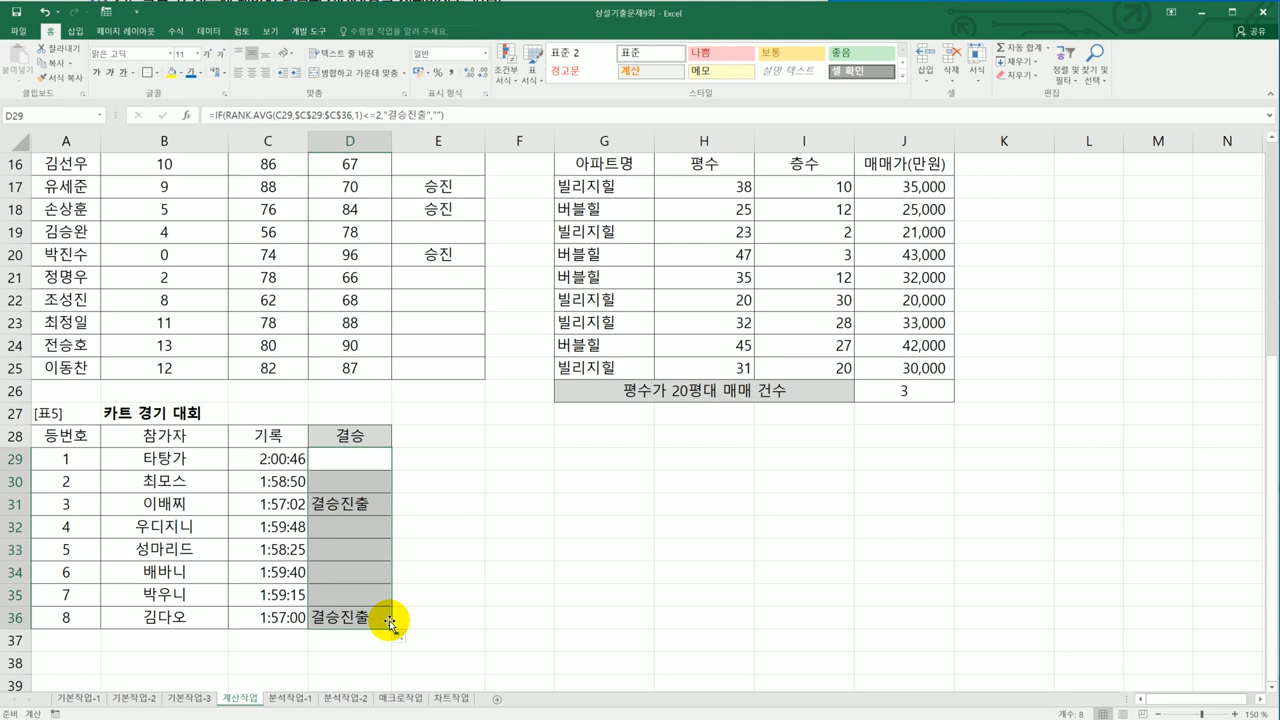 상설기출문제9회 - Excel
파일 홈 삽입 페이지 레이아웃 수식 데이터 검토 보기 개발 도구 수행할 작업을 알려 주세요. 공유
잘라내기 복사 서식 복사 붙여넣기 클립보드
맑은 고딕 11 가 가 가 가 가 글꼴
텍스트 줄 바꿈 병합하고 가운데 맞춤 맞춤
일반 % 표시 형식
조건부 서식 표 서식 표준 2 표준 나쁨 보통 좋음
경고문 계산 메모 설명 텍스트 셀 확인 스타일
삽입 삭제 서식 셀
자동 합계 채우기 지우기 정렬 및 필터 찾기 및 선택 편집
D29 fx =IF(RANK.AVG(C29,$C$29:$C$36,1)<=2,"결승진출","")
A B C D E F G H I J K L M N
16 김선우 10 86 67 아파트명 평수 층수 매매가(만원)
17 유세준 9 88 70 승진 빌리지힐 38 10 35,000
18 손상훈 5 76 84 승진 버블힐 25 12 25,000
19 김승완 4 56 78 빌리지힐 23 2 21,000
20 박진수 0 74 96 승진 버블힐 47 3 43,000
21 정명우 2 78 66 버블힐 35 12 32,000
22 조성진 8 62 68 빌리지힐 20 30 20,000
23 최정일 11 78 88 빌리지힐 32 28 33,000
24 전승호 13 80 90 버블힐 45 27 42,000
25 이동찬 12 82 87 빌리지힐 31 20 30,000
26 평수가 20평대 매매 건수 3
27 [표5] 카트 경기 대회
28 등번호 참가자 기록 결승
29 1 타탕가 2:00:46
30 2 최모스 1:58:50
31 3 이배찌 1:57:02 결승진출
32 4 우디지니 1:59:48
33 5 성마리드 1:58:25
34 6 배바니 1:59:40
35 7 박우니 1:59:15
36 8 김다오 1:57:00 결승진출
37
38
39
기본작업-1 기본작업-2 기본작업-3 계산작업 분석작업-1 분석작업-2 매크로작업 차트작업
준비 계산 개수: 8 150 %